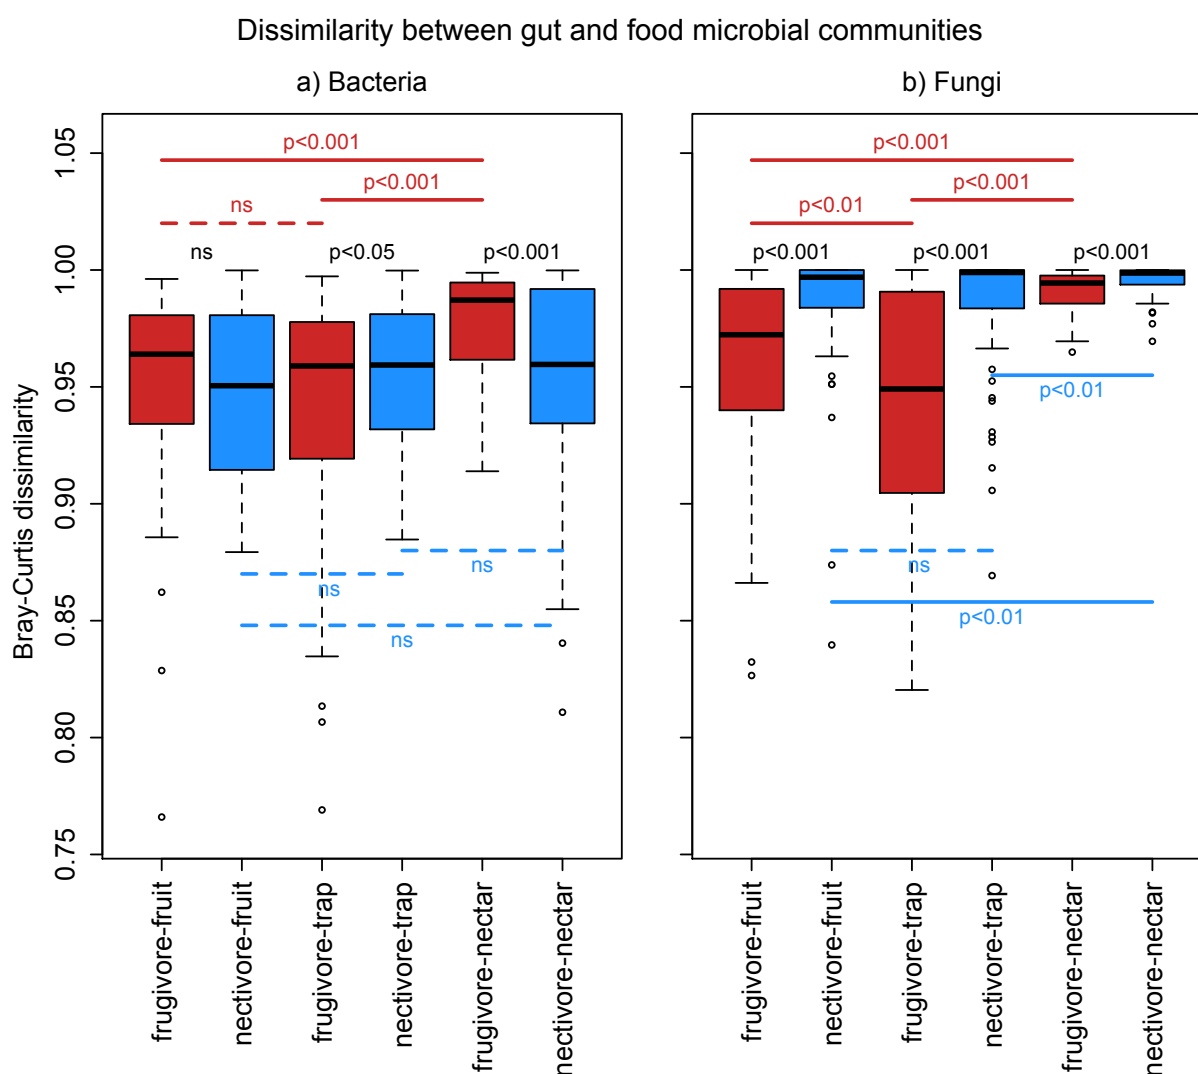 Dissimilarity between gut and food microbial communities
a) Bacteria
b) Fungi
Bray-Curtis dissimilarity
1.05
1.00
0.95
0.90
0.85
0.80
0.75
p<0.001
p<0.001
ns
ns
p<0.05
p<0.001
ns
ns
ns
frugivore-fruit
nectivore-fruit
frugivore-trap
nectivore-trap
frugivore-nectar
nectivore-nectar
p<0.001
p<0.001
p<0.01
p<0.001
p<0.001
p<0.001
p<0.01
ns
p<0.01
frugivore-fruit
nectivore-fruit
frugivore-trap
nectivore-trap
frugivore-nectar
nectivore-nectar